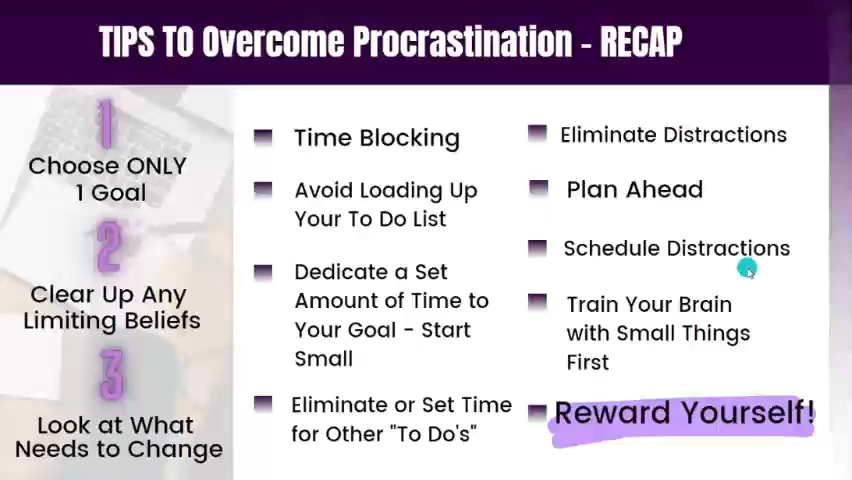 TIPS TO Overcome Procrastination - RECAP
1
Choose ONLY
1 Goal
2
Clear Up Any
Limiting Beliefs
3
Look at What
Needs to Change
Time Blocking
Avoid Loading Up
Your To Do List
Dedicate a Set
Amount of Time to
Your Goal - Start
Small
Eliminate or Set Time
for Other "To Do's"
Eliminate Distractions
Plan Ahead
Schedule Distractions
Train Your Brain
with Small Things
First
Reward Yourself!